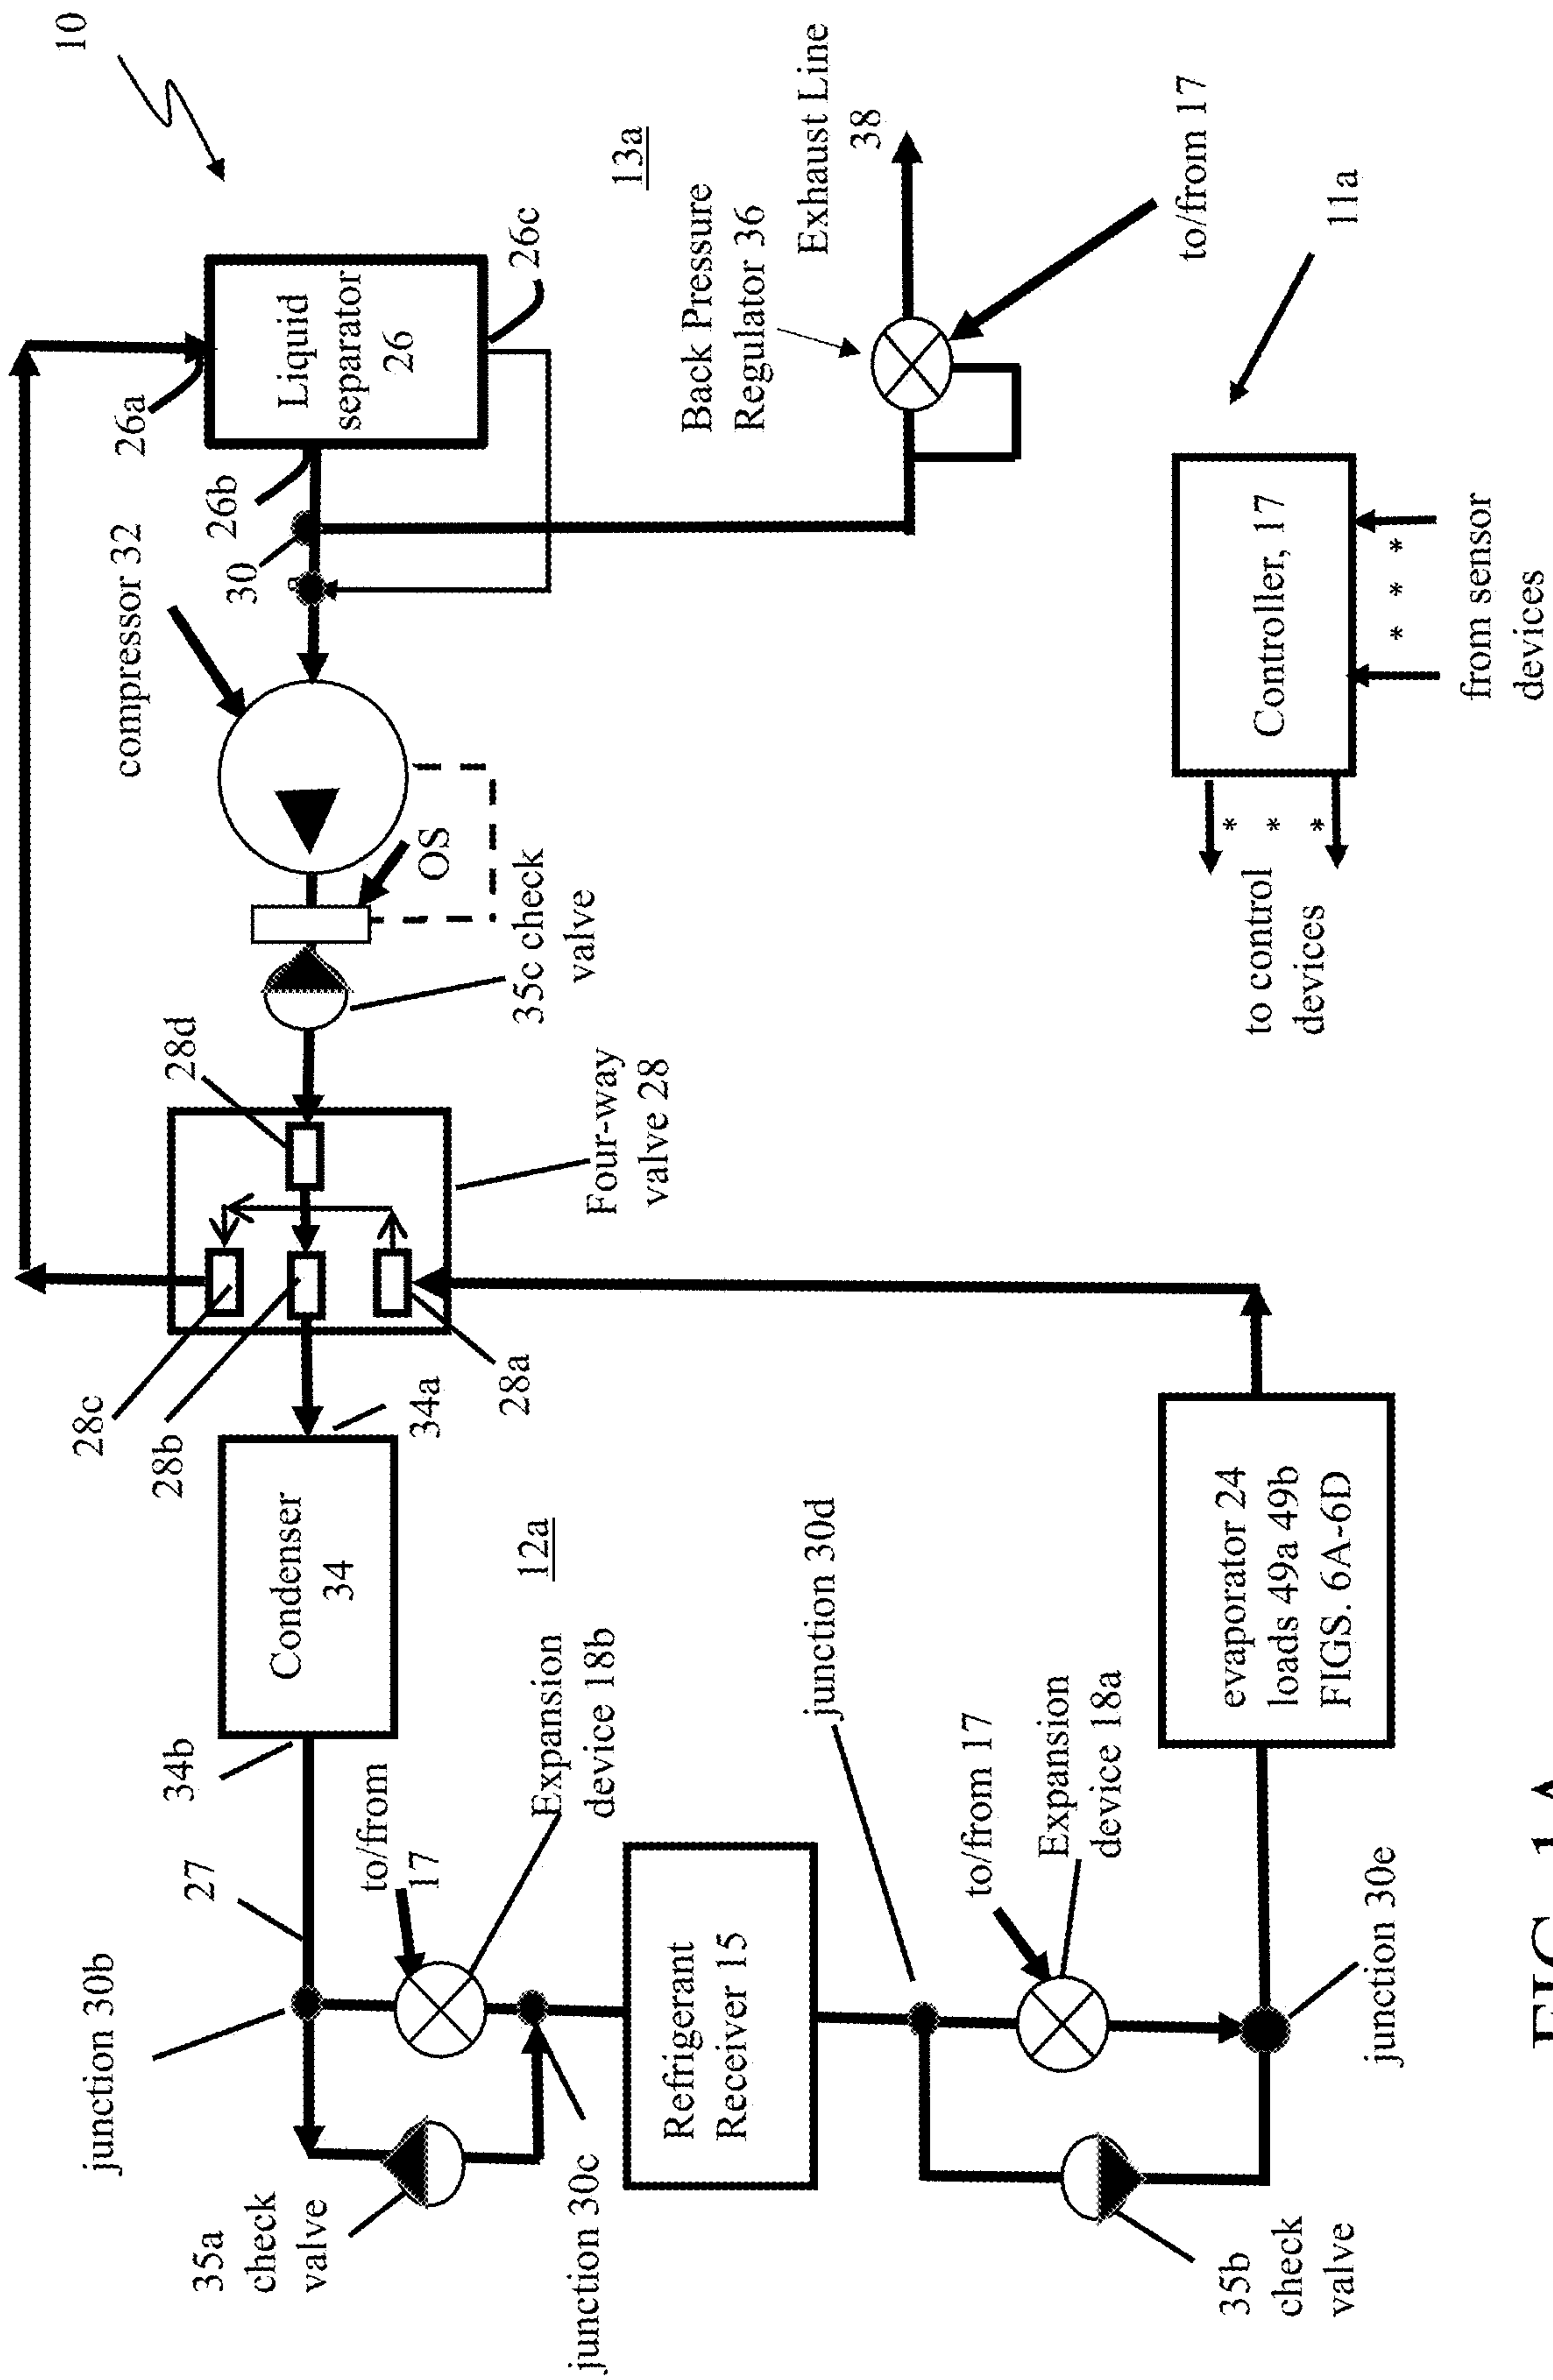 10
junction 30b
35a
check
valve
27
34b
28c
28b
34a
28d
compressor 32
26a
26b
30
Condenser
34
Liquid
separator
26
26c
to/from
17
Expansion
device 18b
12a
28a
OS
35c check
valve
Four-way
valve 28
13a
junction 30c
Refrigerant
Receiver 15
Back Pressure
Regulator 36
Exhaust Line
38
junction 30d
to/from 17
Expansion
device 18a
35b
check
valve
junction 30e
evaporator 24
loads 49a 49b
FIGS. 6A-6D
to/from 17
11a
to control
devices
* * *
Controller, 17
* * *
from sensor
devices
FIG. 1A